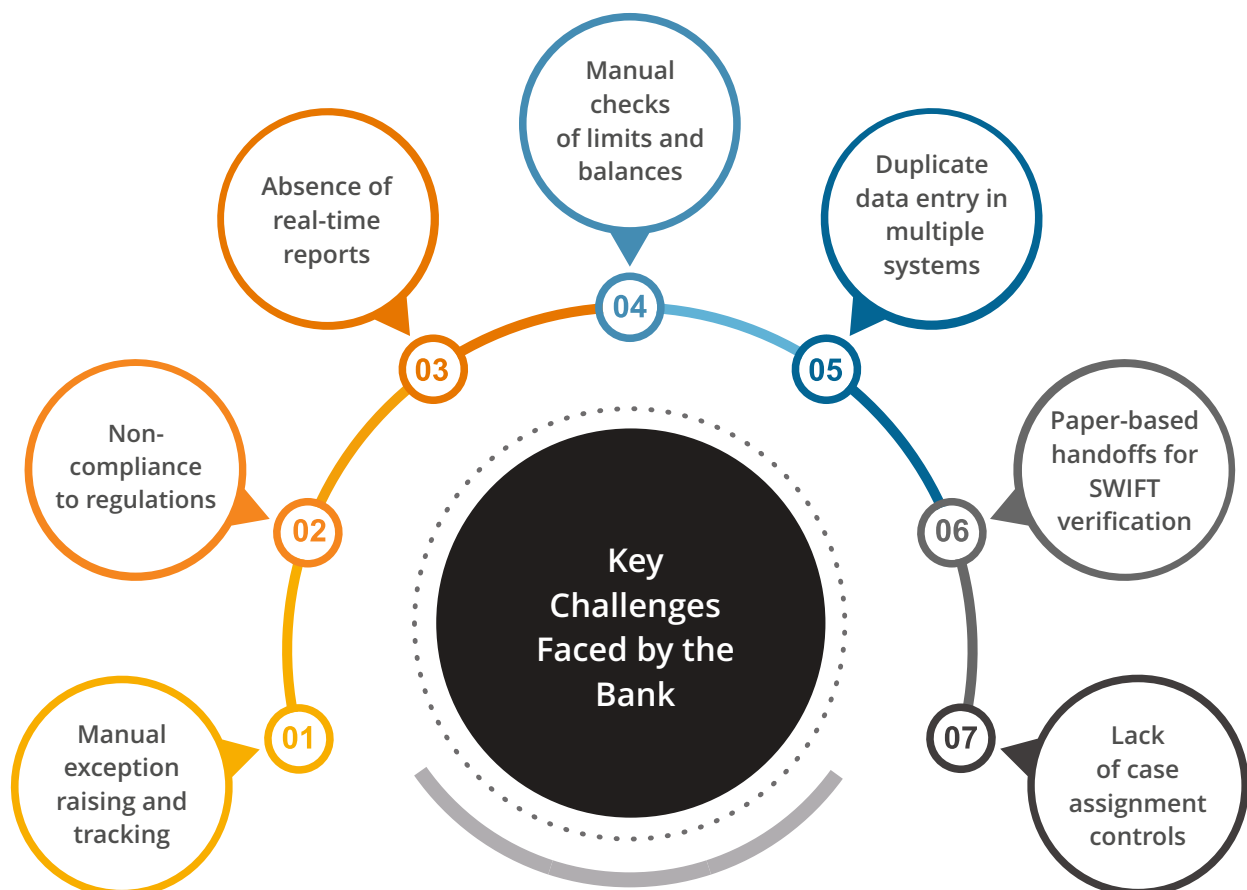 Key
Challenges
Faced by the
Bank
01
Manual
exception
raising and
tracking
02
Non-
compliance
to regulations
03
Absence of
real-time
reports
04
Manual
checks
of limits and
balances
05
Duplicate
data entry in
multiple
systems
06
Paper-based
handoffs for
SWIFT
verification
07
Lack
of case
assignment
controls